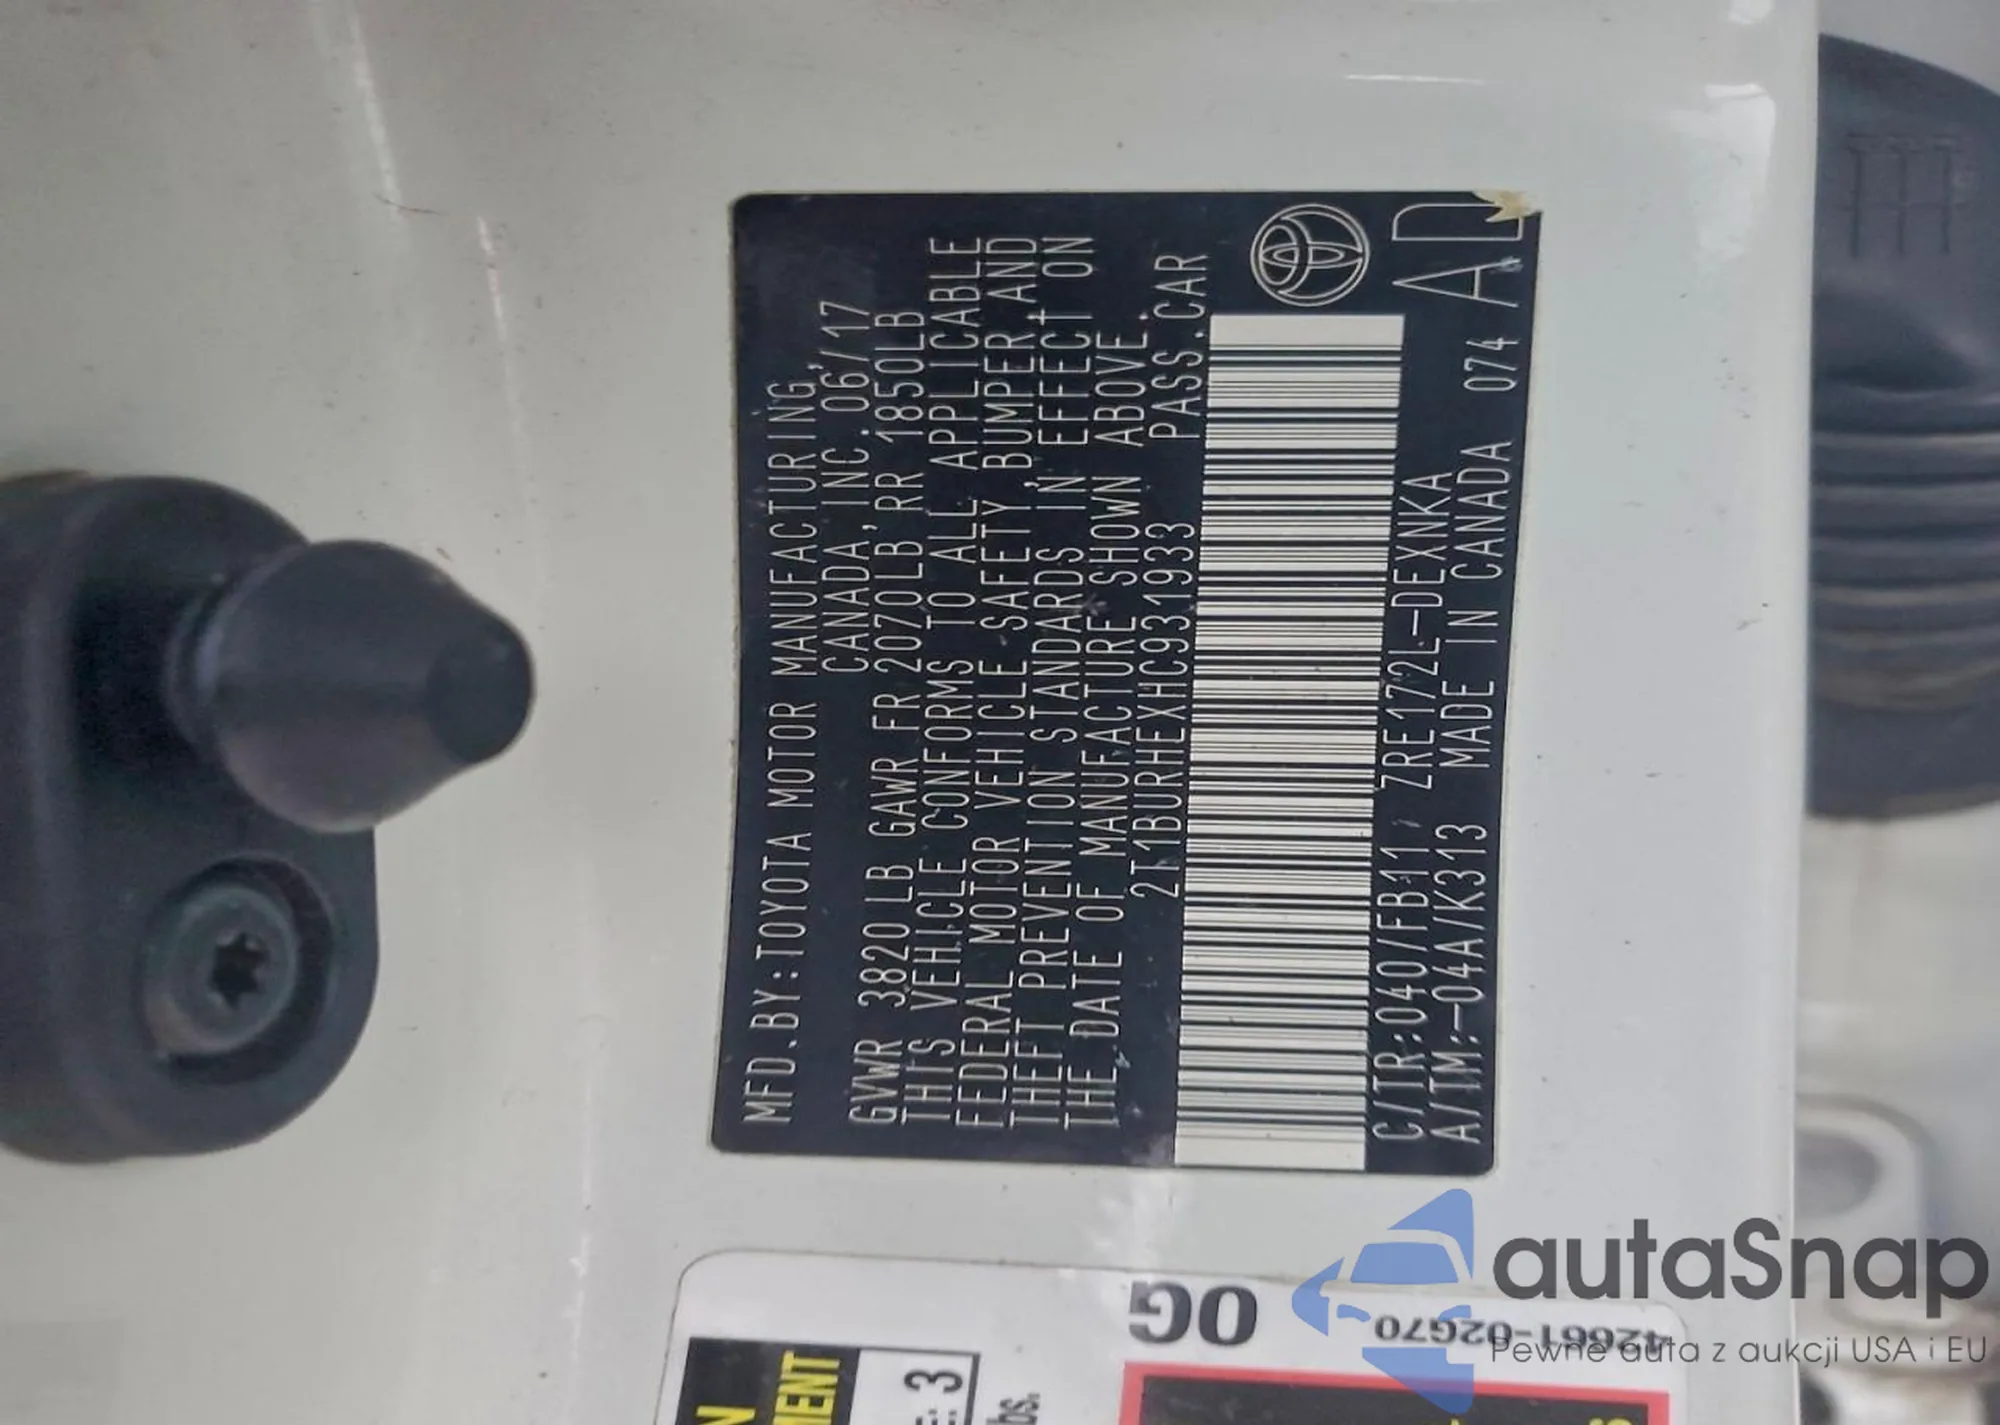 MFD.BY:TOYOTA MOTOR MANUFACTURING,
CANADA,INC.06/17
GVWR 3820LB GAWR FR 2070LB,RR 1850LB
THIS VEHICLE CONFORMS TO ALL APPLICABLE
FEDERAL MOTOR VEHICLE SAFETY,BUMPER AND
THEFT PREVENTION STANDARDS IN EFFECT ON
THE DATE OF MANUFACTURE SHOWN ABOVE.
2T1BURHEXHC931933 PASS.CAR
C/TR:040/FB11 ZRE172L-DEXNKA
A/TM:-04A/K313 MADE IN CANADA 074
AD
0G
42661-02G70
MENT
3
autaSnap
Pewne auta z aukcji USA i EU